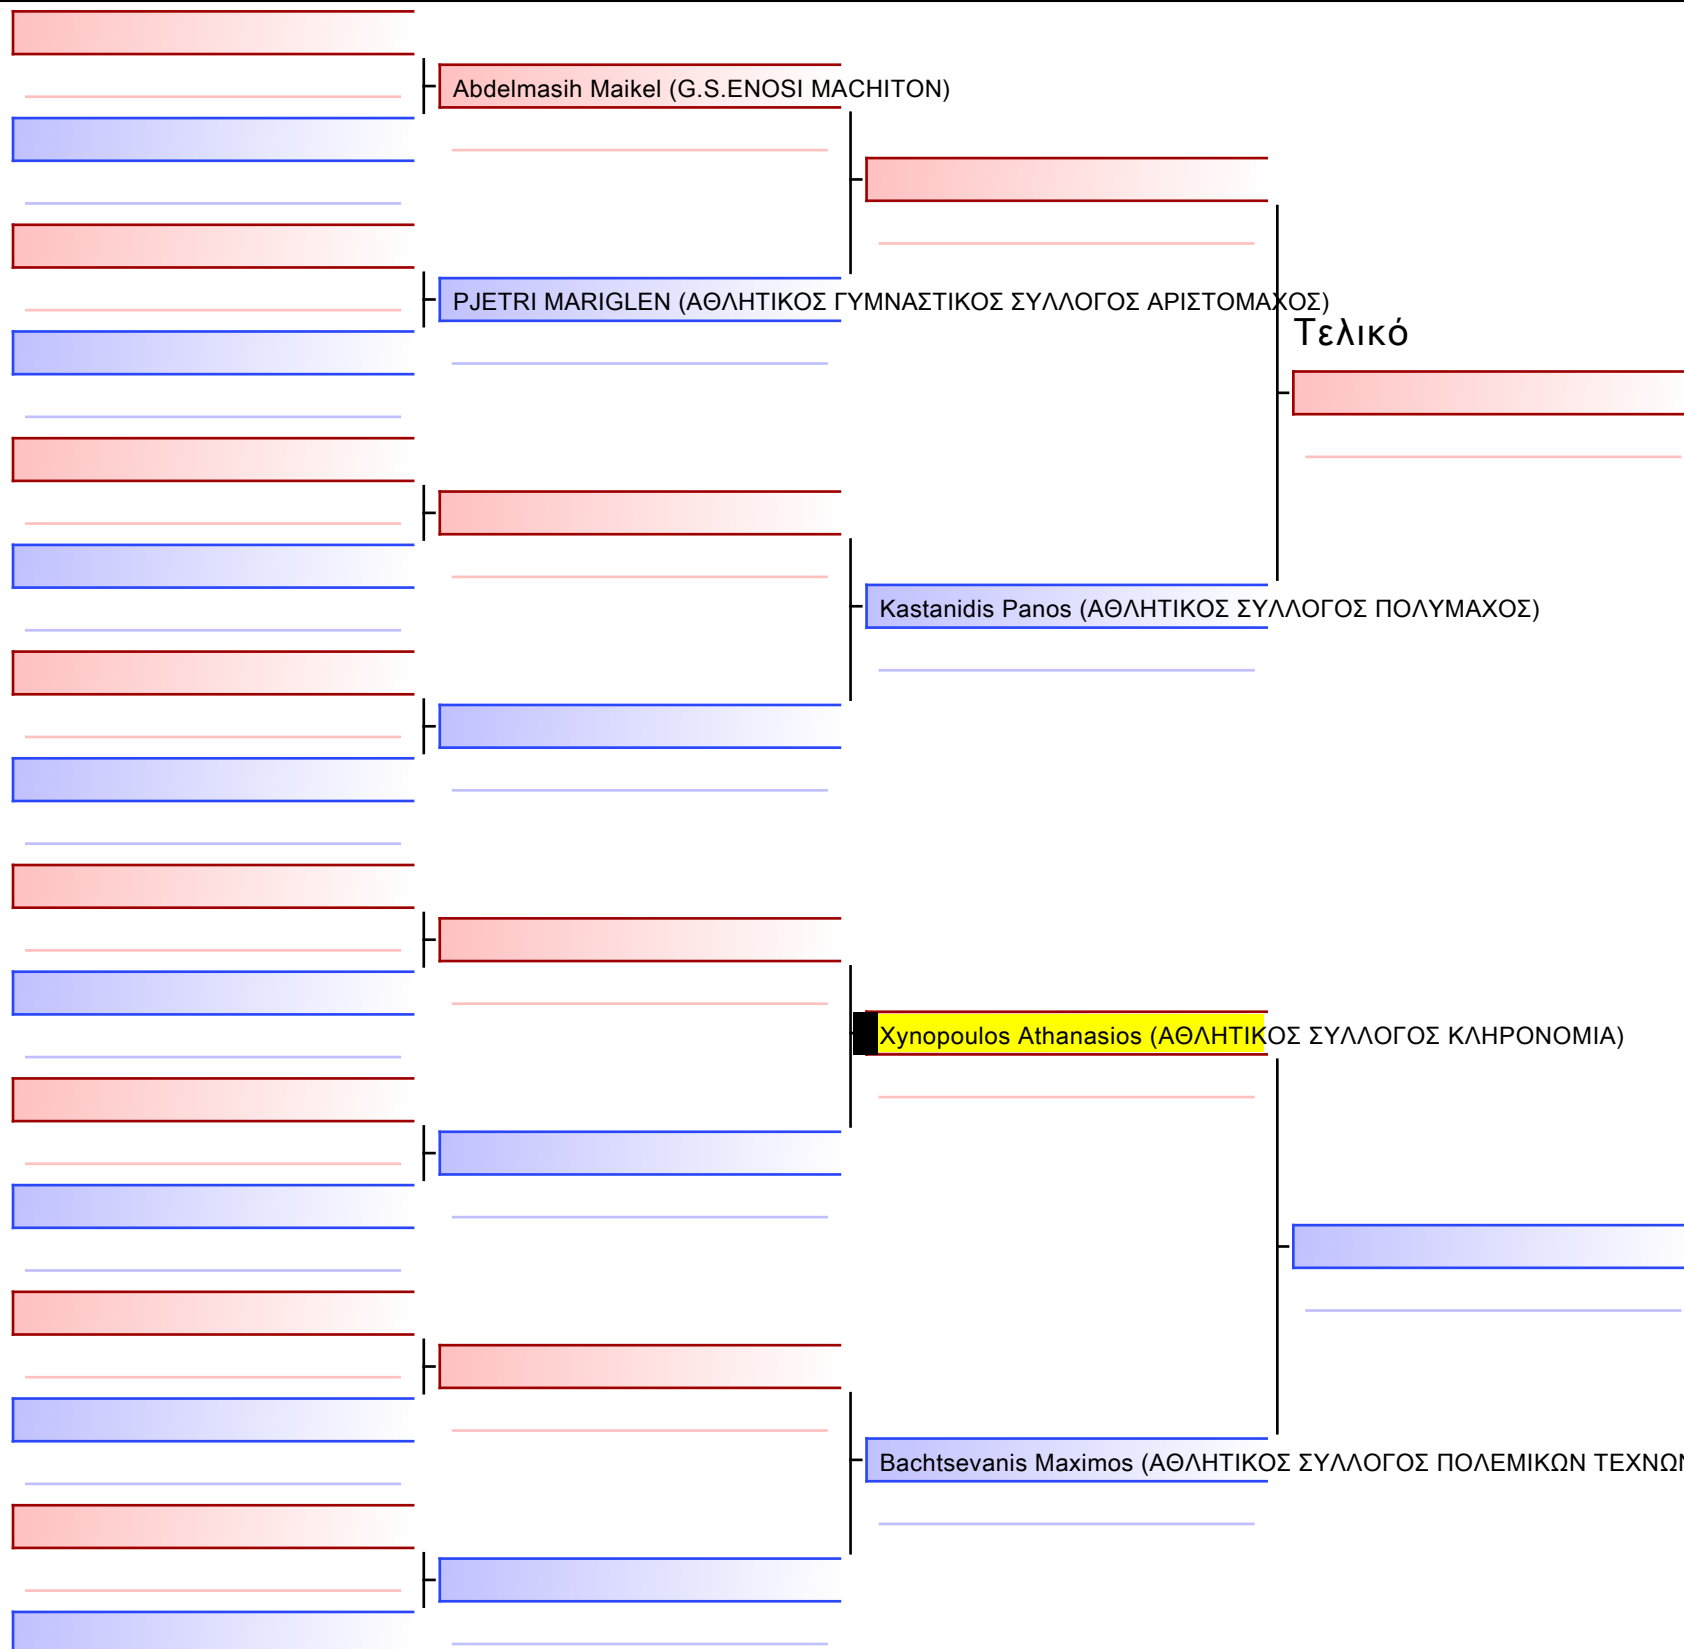 Abdelmasih Maikel (G.S.ENOSI MACHITON)
PJETRI MARIGLEN (ΑΘΛΗΤΙΚΟΣ ΓΥΜΝΑΣΤΙΚΟΣ ΣΥΛΛΟΓΟΣ ΑΡΙΣΤΟΜΑΧΟΣ)
Τελικό
Kastanidis Panos (ΑΘΛΗΤΙΚΟΣ ΣΥΛΛΟΓΟΣ ΠΟΛΥΜΑΧΟΣ)
Xynopoulos Athanasios (ΑΘΛΗΤΙΚΟΣ ΣΥΛΛΟΓΟΣ ΚΛΗΡΟΝΟΜΙΑ)
Bachtsevanis Maximos (ΑΘΛΗΤΙΚΟΣ ΣΥΛΛΟΓΟΣ ΠΟΛΕΜΙΚΩΝ ΤΕΧΝΩΝ